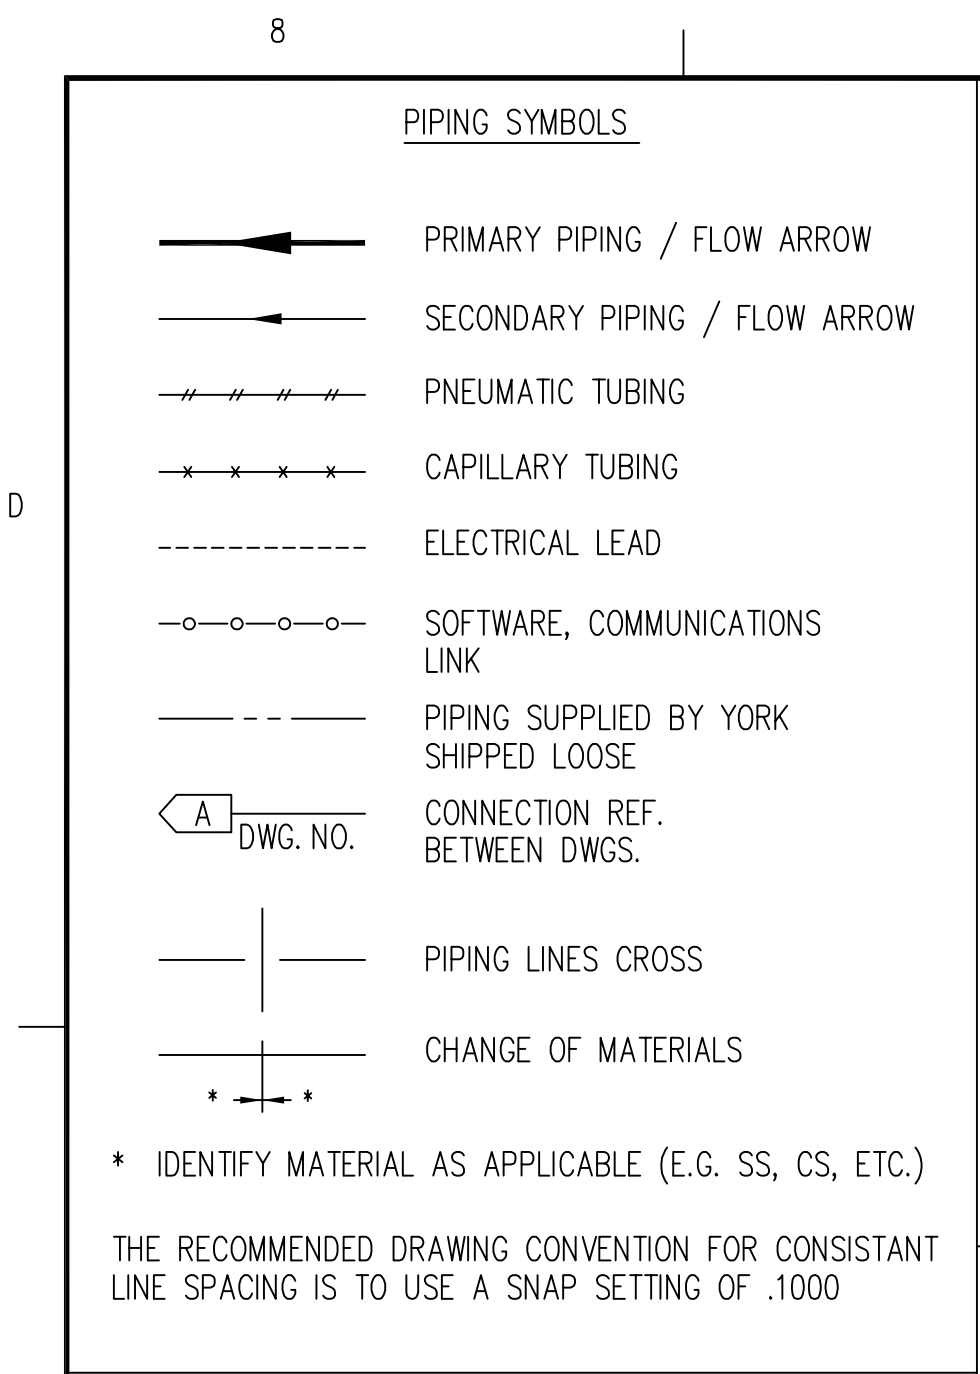 8
PIPING SYMBOLS
PRIMARY PIPING / FLOW ARROW
SECONDARY PIPING / FLOW ARROW
PNEUMATIC TUBING
CAPILLARY TUBING
D
ELECTRICAL LEAD
SOFTWARE, COMMUNICATIONS
LINK
PIPING SUPPLIED BY YORK
SHIPPED LOOSE
A
DWG. NO.
CONNECTION REF.
BETWEEN DWGS.
PIPING LINES CROSS
CHANGE OF MATERIALS
* *
* IDENTIFY MATERIAL AS APPLICABLE (E.G. SS, CS, ETC.)
THE RECOMMENDED DRAWING CONVENTION FOR CONSISTANT
LINE SPACING IS TO USE A SNAP SETTING OF .1000